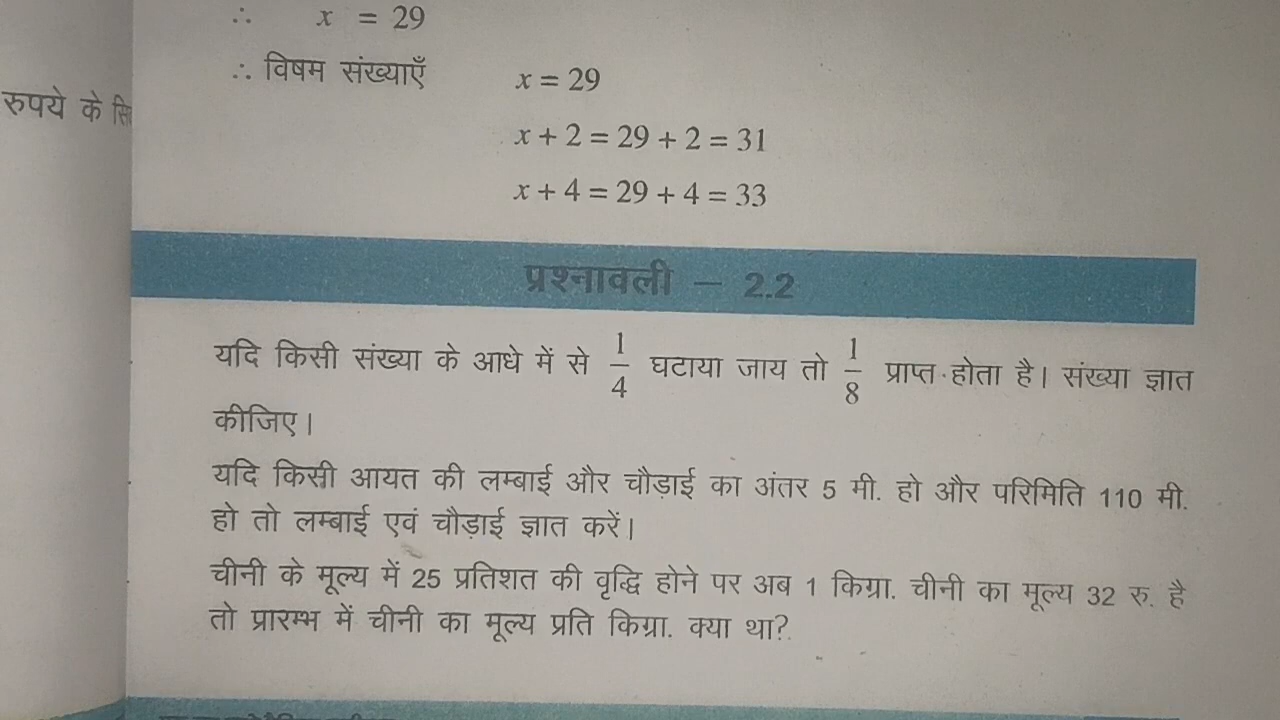 ∴ x = 29
∴ विषम संख्याएँ x = 29
रुपये के
x + 2 = 29 + 2 = 31
x + 4 = 29 + 4 = 33
प्रश्नावली – 2.2
यदि किसी संख्या के आधे में से 1/4 घटाया जाय तो 1/8 प्राप्त होता है। संख्या ज्ञात
कीजिए।
यदि किसी आयत की लम्बाई और चौड़ाई का अंतर 5 मी. हो और परिमिति 110 मी.
हो तो लम्बाई एवं चौड़ाई ज्ञात करें।
चीनी के मूल्य में 25 प्रतिशत की वृद्धि होने पर अब 1 किग्रा. चीनी का मूल्य 32 रु. है
तो प्रारम्भ में चीनी का मूल्य प्रति किग्रा. क्या था?